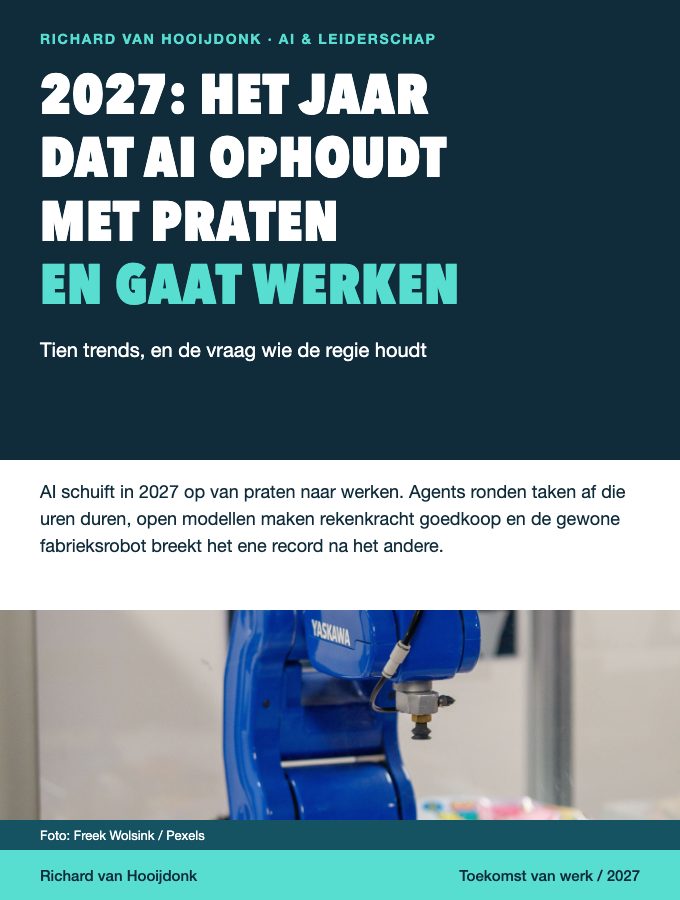 RICHARD VAN HOOIJDONK · AI & LEIDERSCHAP
2027: HET JAAR
DAT AI OPHOUDT
MET PRATEN
EN GAAT WERKEN
Tien trends, en de vraag wie de regie houdt
AI schuift in 2027 op van praten naar werken. Agents ronden taken af die
uren duren, open modellen maken rekenkracht goedkoop en de gewone
fabrieksrobot breekt het ene record na het andere.
YASKAWA
Foto: Freek Wolsink / Pexels
Richard van Hooijdonk
Toekomst van werk / 2027